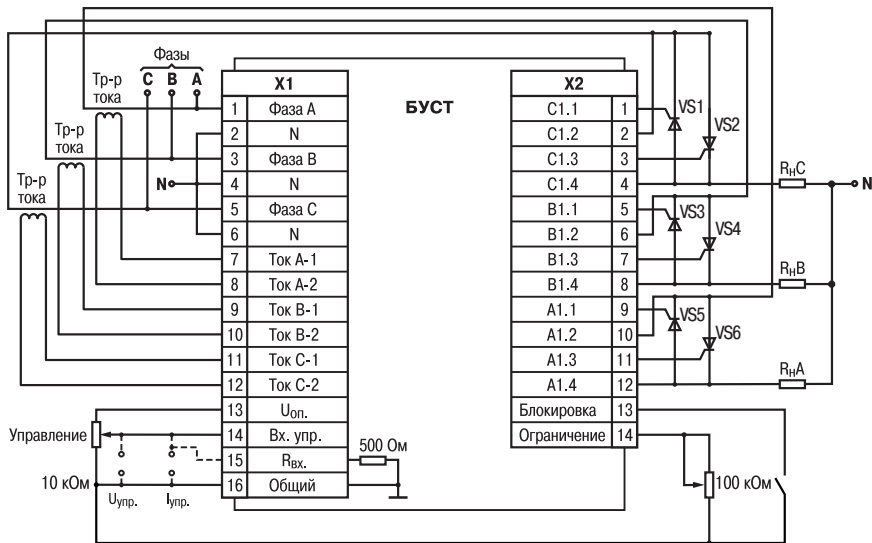 Фазы
C B A
Тр-р
тока
Тр-р
тока
Тр-р
тока
N
БУСТ
X1
1 Фаза A
2 N
3 Фаза B
4 N
5 Фаза C
6 N
7 Ток A-1
8 Ток A-2
9 Ток B-1
10 Ток B-2
11 Ток C-1
12 Ток C-2
13 Uоп.
14 Вх. упр.
15 Rвх.
16 Общий
500 Ом
Управление
10 кОм
Uупр.
Iупр.
X2
C1.1 1
C1.2 2
C1.3 3
C1.4 4
B1.1 5
B1.2 6
B1.3 7
B1.4 8
A1.1 9
A1.2 10
A1.3 11
A1.4 12
Блокировка 13
Ограничение 14
VS1
VS2
VS3
VS4
VS5
VS6
RнC
RнB
RнA
N
100 кОм